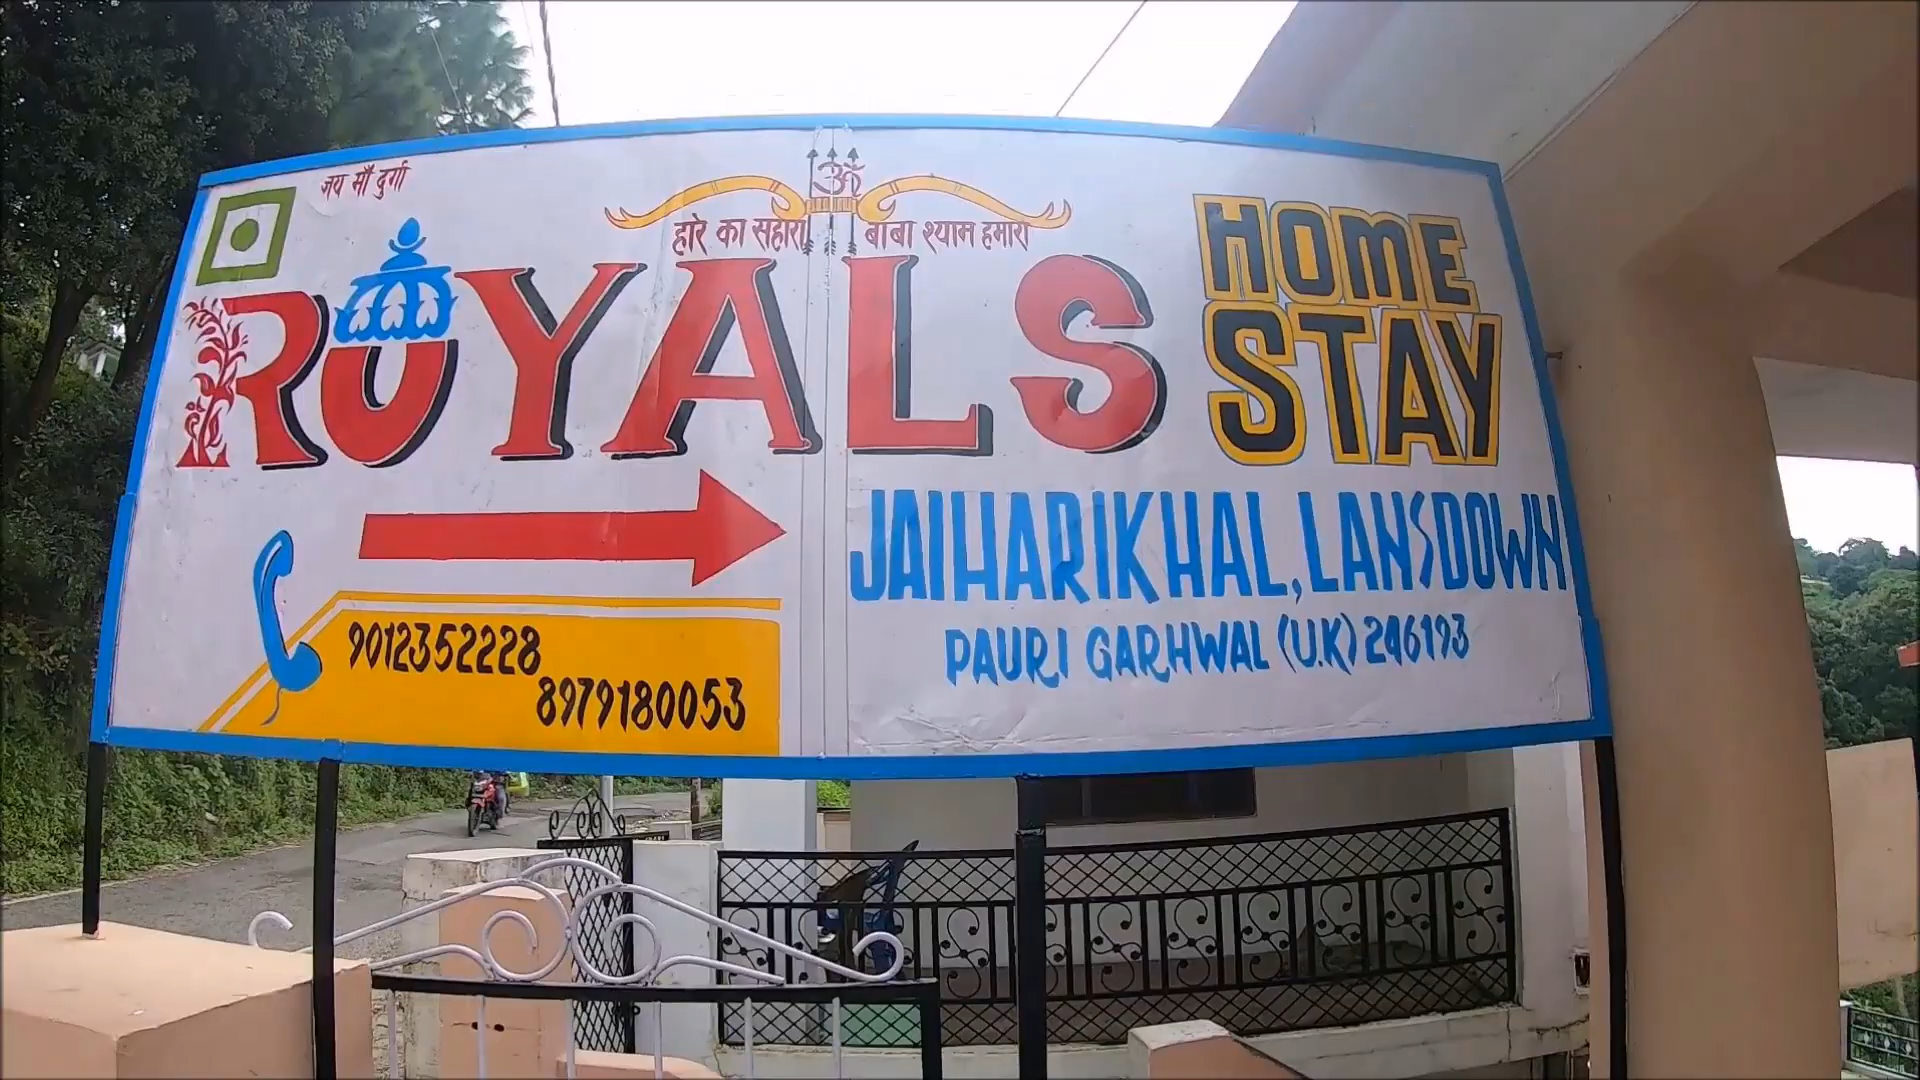 जय माँ दुर्गा
ॐ
हारे का सहारा बाबा श्याम हमारा
ROYALS
HOME
STAY
JAIHARIKHAL, LANSDOWN
PAURI GARHWAL (U.K) 246193
9012352228
8979180053